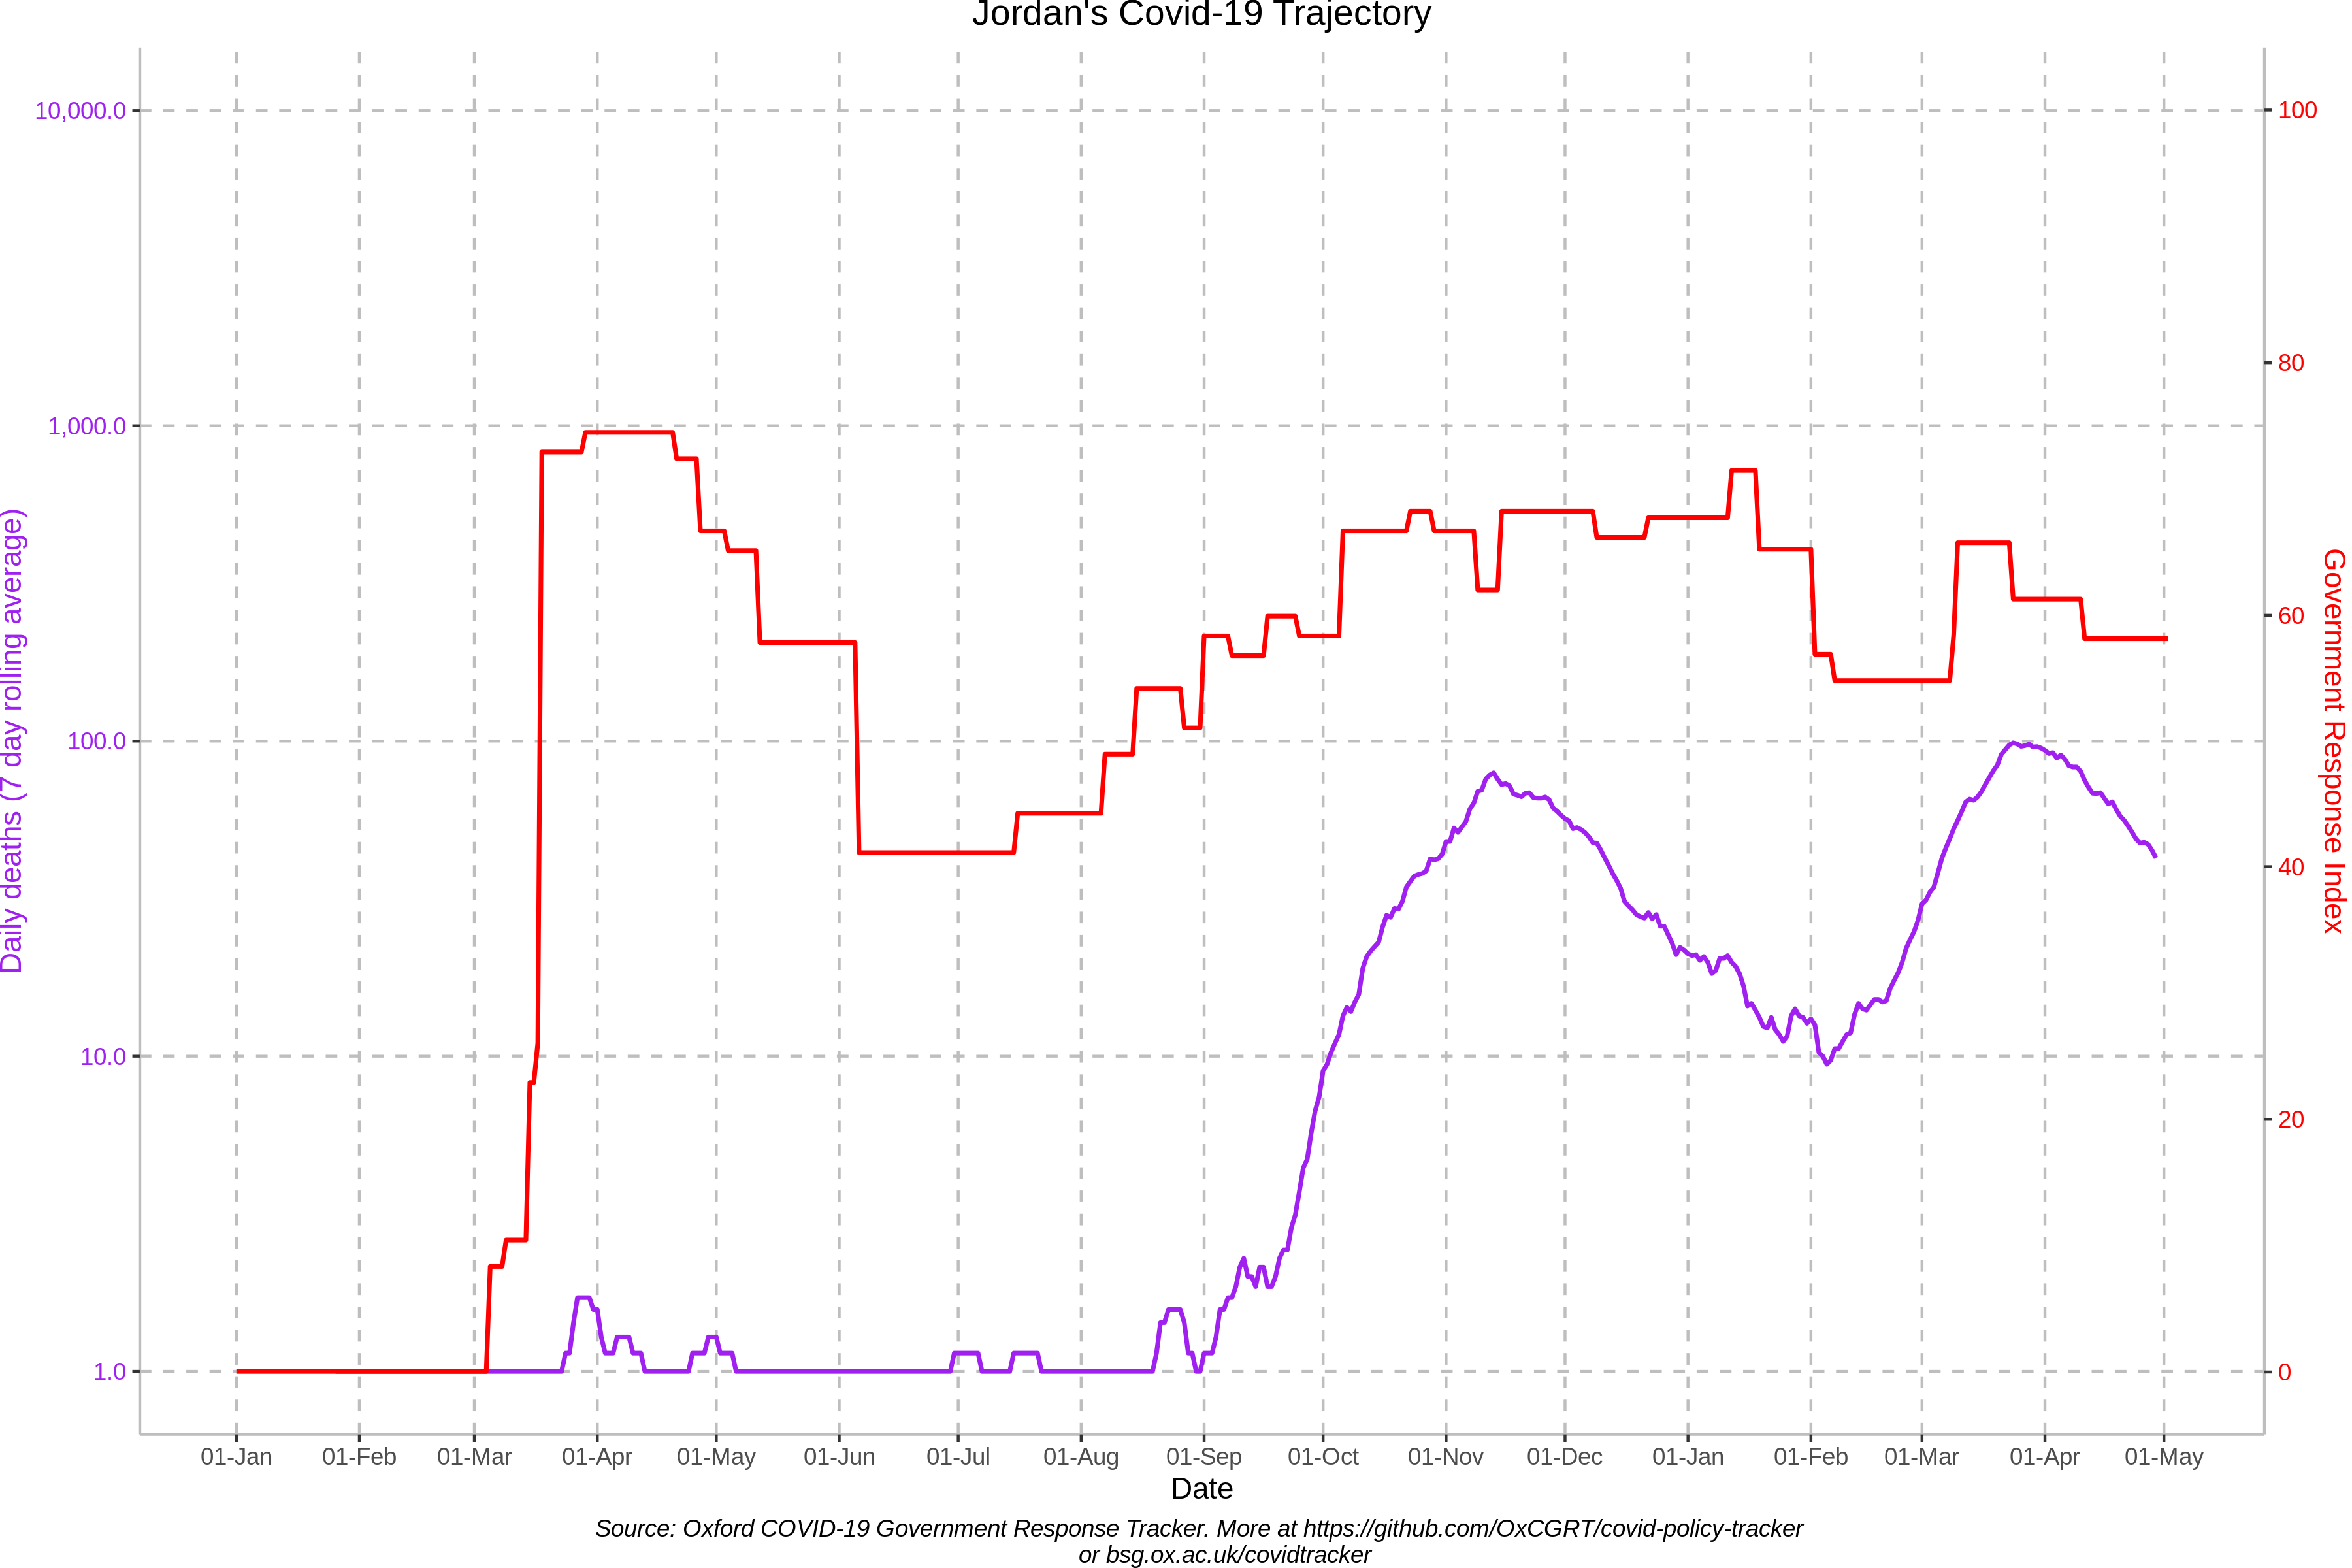 Jordan's Covid-19 Trajectory
10,000.0
1,000.0
100.0
10.0
1.0
Daily deaths (7 day rolling average)
100
80
60
40
20
0
Government Response Index
01-Jan 01-Feb 01-Mar 01-Apr 01-May 01-Jun 01-Jul 01-Aug 01-Sep 01-Oct 01-Nov 01-Dec 01-Jan 01-Feb 01-Mar 01-Apr 01-May
Date
Source: Oxford COVID-19 Government Response Tracker. More at https://github.com/OxCGRT/covid-policy-tracker
or bsg.ox.ac.uk/covidtracker